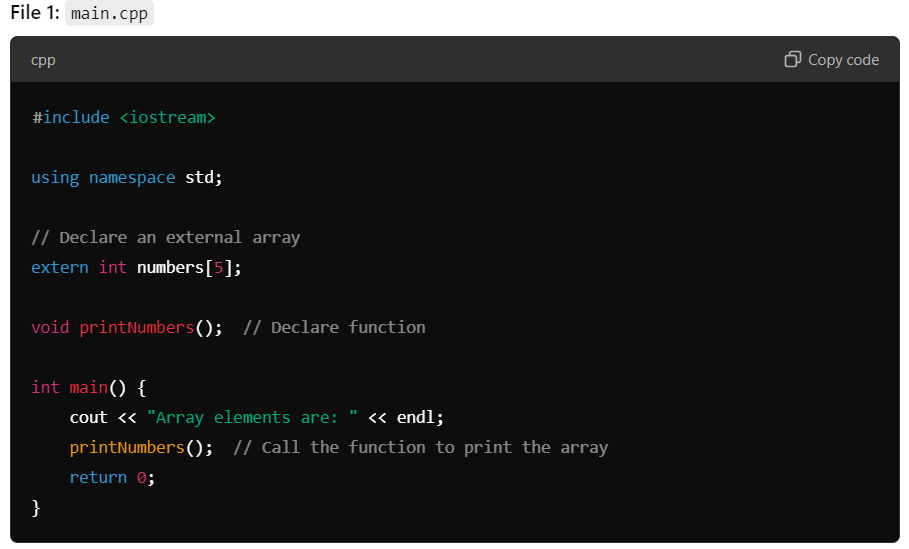 File 1: main.cpp
cpp
Copy code
#include <iostream>
using namespace std;
// Declare an external array
extern int numbers[5];
void printNumbers();  // Declare function
int main() {
    cout << "Array elements are: " << endl;
    printNumbers();  // Call the function to print the array
    return 0;
}